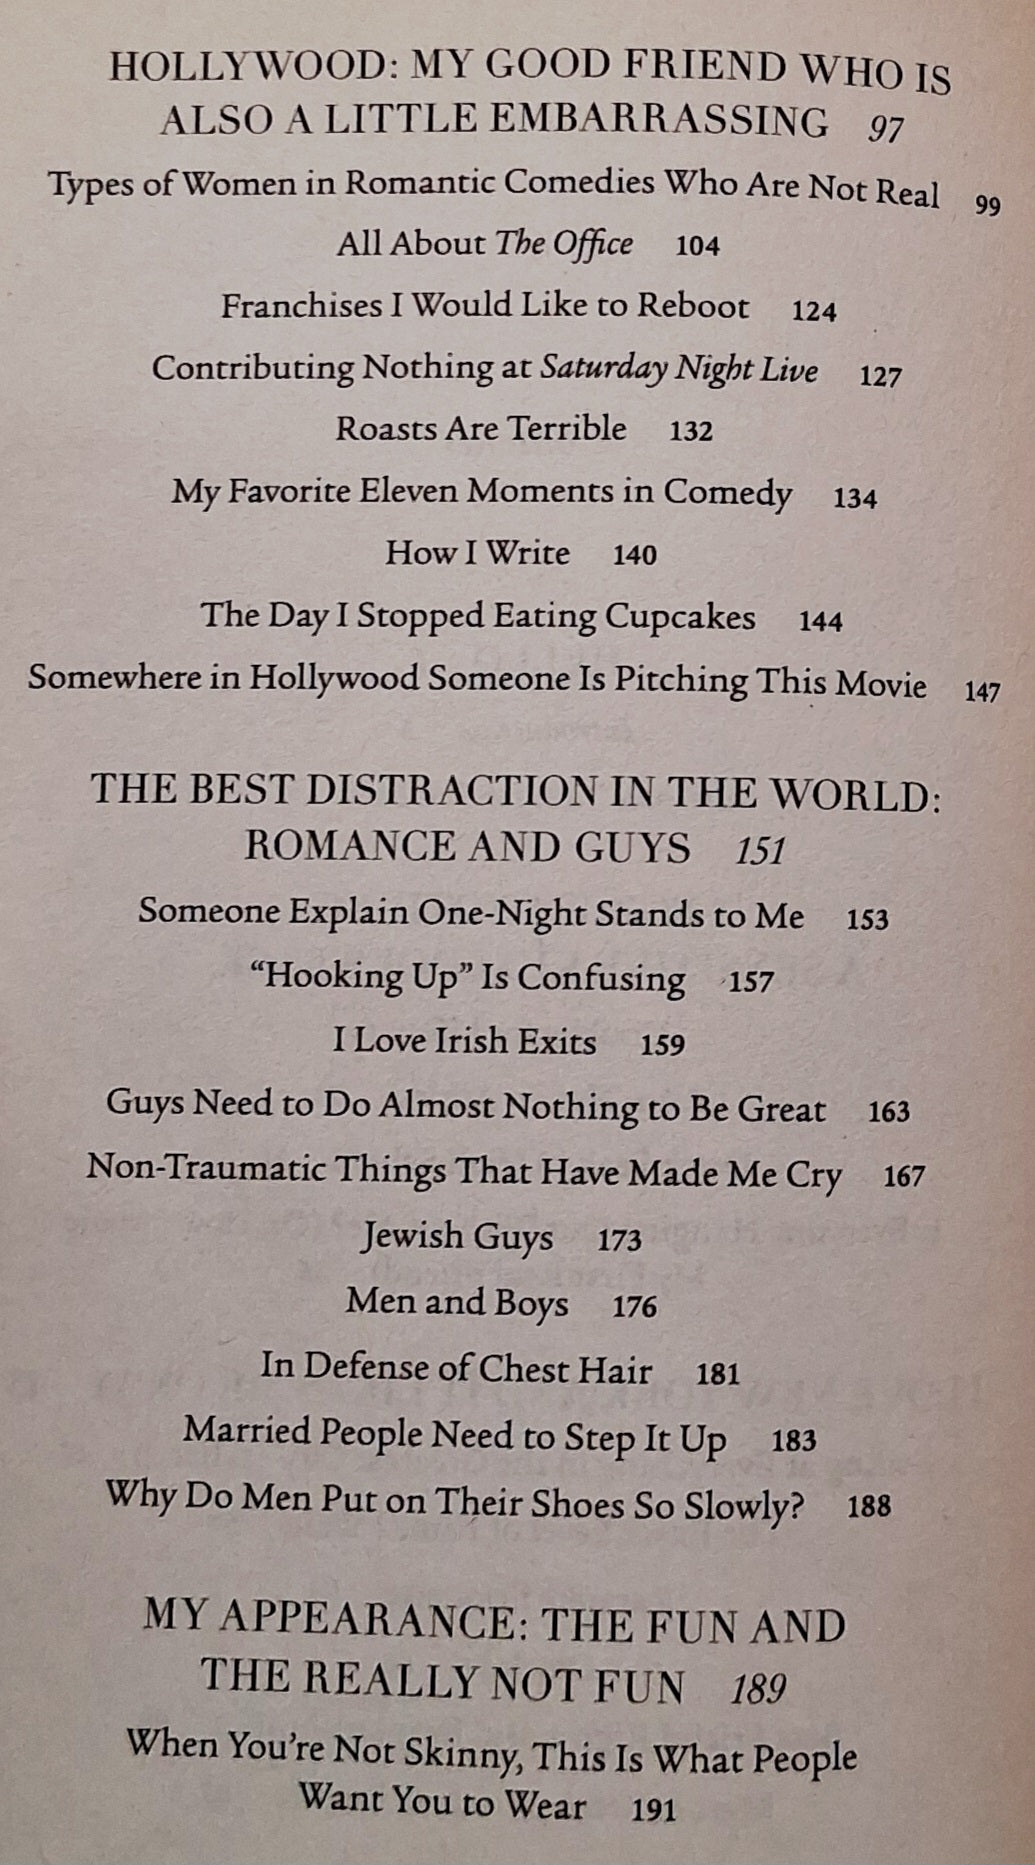 HOLLYWOOD: MY GOOD FRIEND WHO IS
ALSO A LITTLE EMBARRASSING 97
Types of Women in Romantic Comedies Who Are Not Real 99
All About The Office 104
Franchises I Would Like to Reboot 124
Contributing Nothing at Saturday Night Live 127
Roasts Are Terrible 132
My Favorite Eleven Moments in Comedy 134
How I Write 140
The Day I Stopped Eating Cupcakes 144
Somewhere in Hollywood Someone Is Pitching This Movie 147
THE BEST DISTRACTION IN THE WORLD:
ROMANCE AND GUYS 151
Someone Explain One-Night Stands to Me 153
“Hooking Up” Is Confusing 157
I Love Irish Exits 159
Guys Need to Do Almost Nothing to Be Great 163
Non-Traumatic Things That Have Made Me Cry 167
Jewish Guys 173
Men and Boys 176
In Defense of Chest Hair 181
Married People Need to Step It Up 183
Why Do Men Put on Their Shoes So Slowly? 188
MY APPEARANCE: THE FUN AND
THE REALLY NOT FUN 189
When You’re Not Skinny, This Is What People
Want You to Wear 191